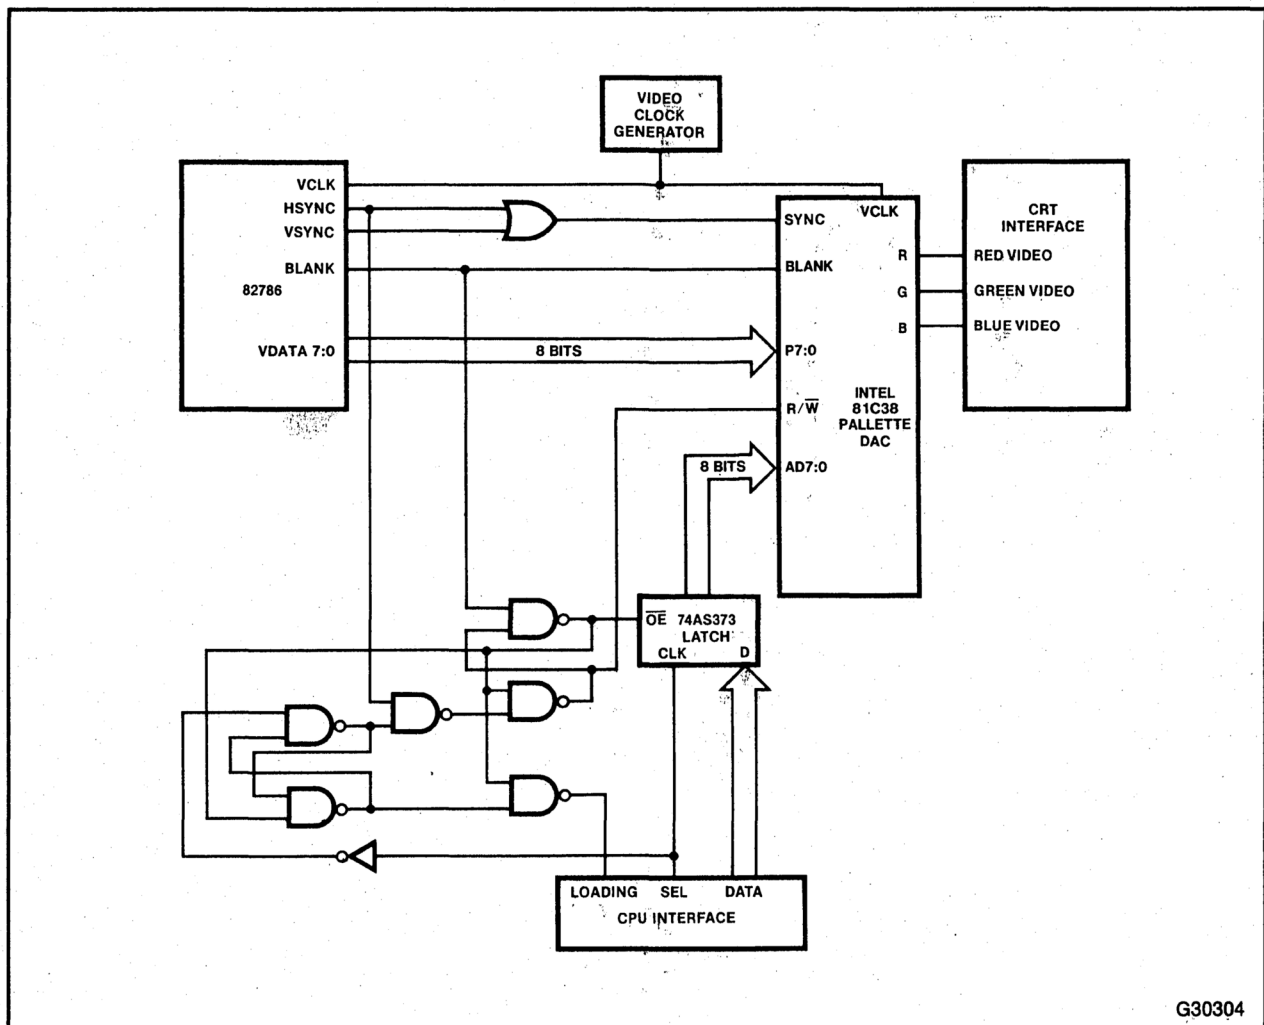 VIDEO
CLOCK
GENERATOR
VCLK
HSYNC
VSYNC
BLANK
82786
VDATA 7:0
8 BITS
VCLK
SYNC
BLANK
P7:0
R/W̅
AD7:0
R
G
B
INTEL
81C38
PALLETTE
DAC
CRT
INTERFACE
RED VIDEO
GREEN VIDEO
BLUE VIDEO
8 BITS
O̅E̅ 74AS373
LATCH
CLK D
LOADING SEL DATA
CPU INTERFACE
G30304